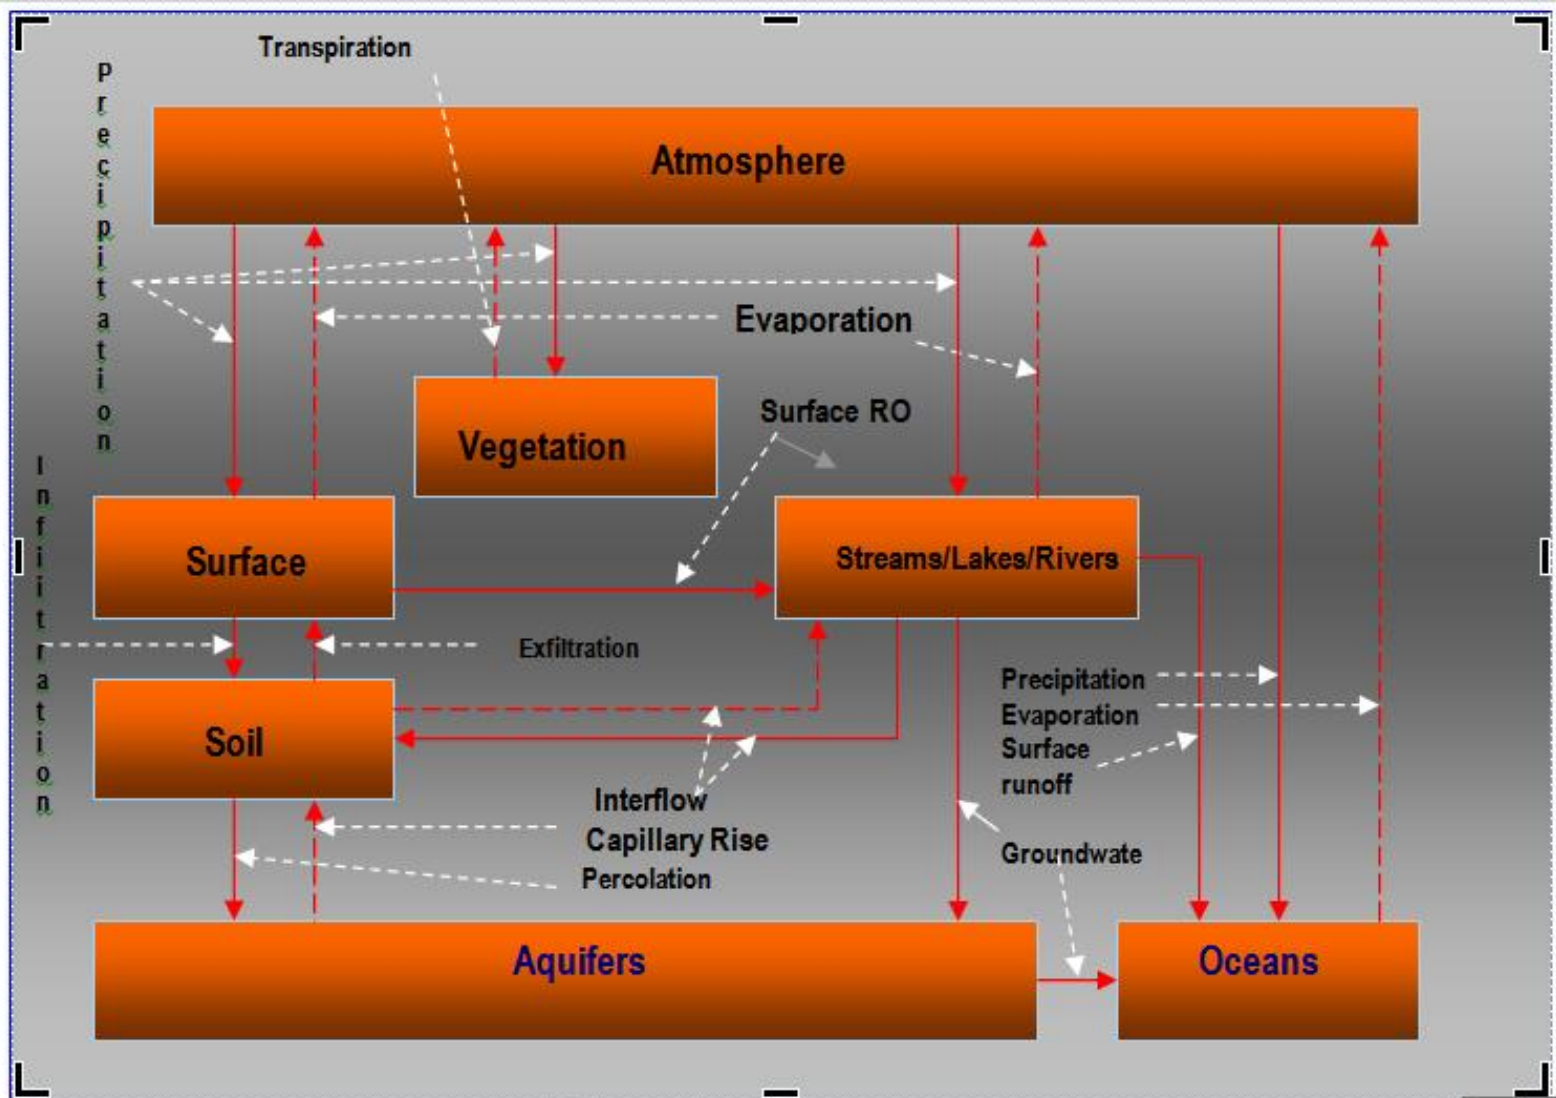 Transpiration
precipitation
Atmosphere
Evaporation
Surface RO
Vegetation
Infiitration
Surface
Streams/Lakes/Rivers
Exfiltration
Precipitation
Evaporation
Surface
runoff
Soil
Interflow
Capillary Rise
Percolation
Groundwate
Aquifers
Oceans